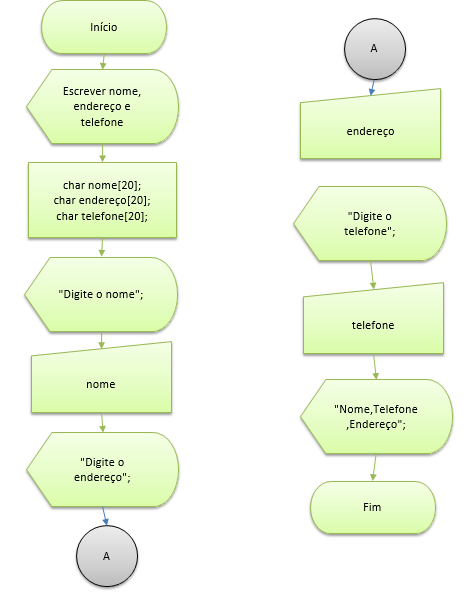 Início
Escrever nome,
endereço e
telefone
char nome[20];
char endereço[20];
char telefone[20];
"Digite o nome";
nome
"Digite o
endereço";
A
A
endereço
"Digite o
telefone";
telefone
"Nome,Telefone
,Endereço";
Fim